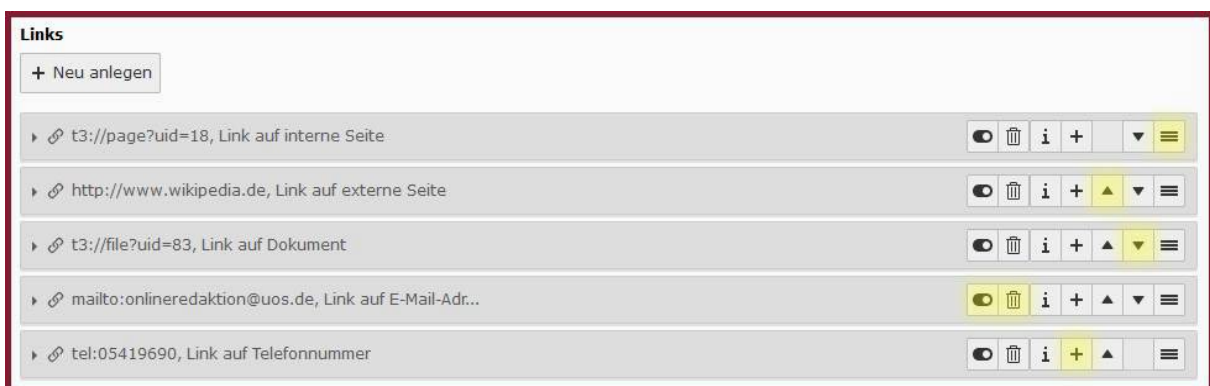 Links
+ Neu anlegen
t3://page?uid=18, Link auf interne Seite
http://www.wikipedia.de, Link auf externe Seite
t3://file?uid=83, Link auf Dokument
mailto:onlineredaktion@uos.de, Link auf E-Mail-Adr...
tel:05419690, Link auf Telefonnummer